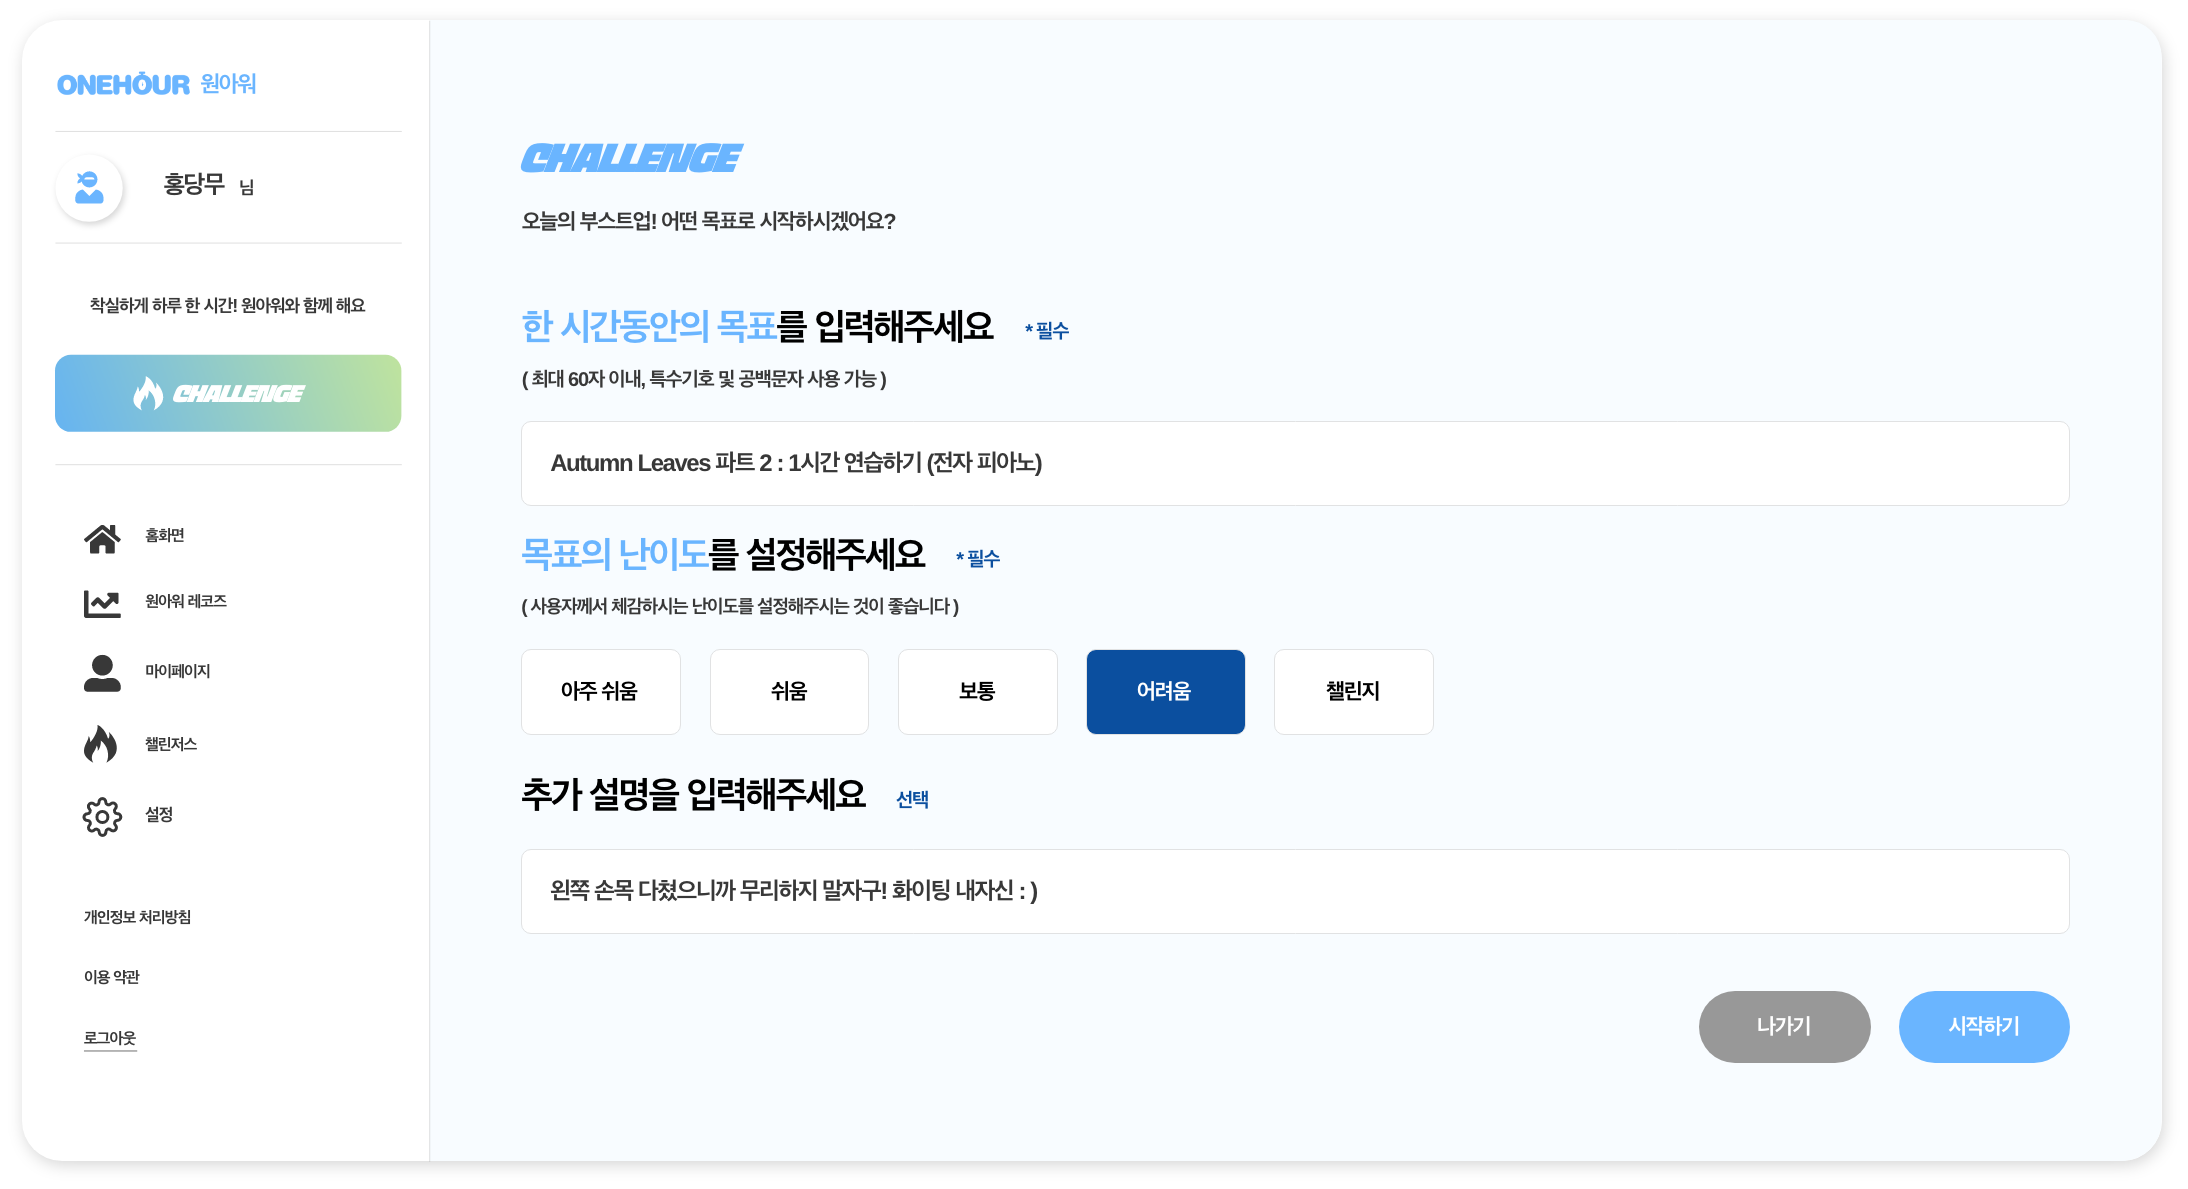 ONEHOUR 원아워
홍당무 님
착실하게 하루 한 시간! 원아워와 함께 해요
CHALLENGE
홈화면
원아워 레코즈
마이페이지
챌린저스
설정
개인정보 처리방침
이용 약관
로그아웃
CHALLENGE
오늘의 부스트업! 어떤 목표로 시작하시겠어요?
한 시간동안의 목표를 입력해주세요 * 필수
( 최대 60자 이내, 특수기호 및 공백문자 사용 가능 )
Autumn Leaves 파트 2 : 1시간 연습하기 (전자 피아노)
목표의 난이도를 설정해주세요 * 필수
( 사용자께서 체감하시는 난이도를 설정해주시는 것이 좋습니다 )
아주 쉬움 쉬움 보통 어려움 챌린지
추가 설명을 입력해주세요 선택
왼쪽 손목 다쳤으니까 무리하지 말자구! 화이팅 내자신 : )
나가기 시작하기